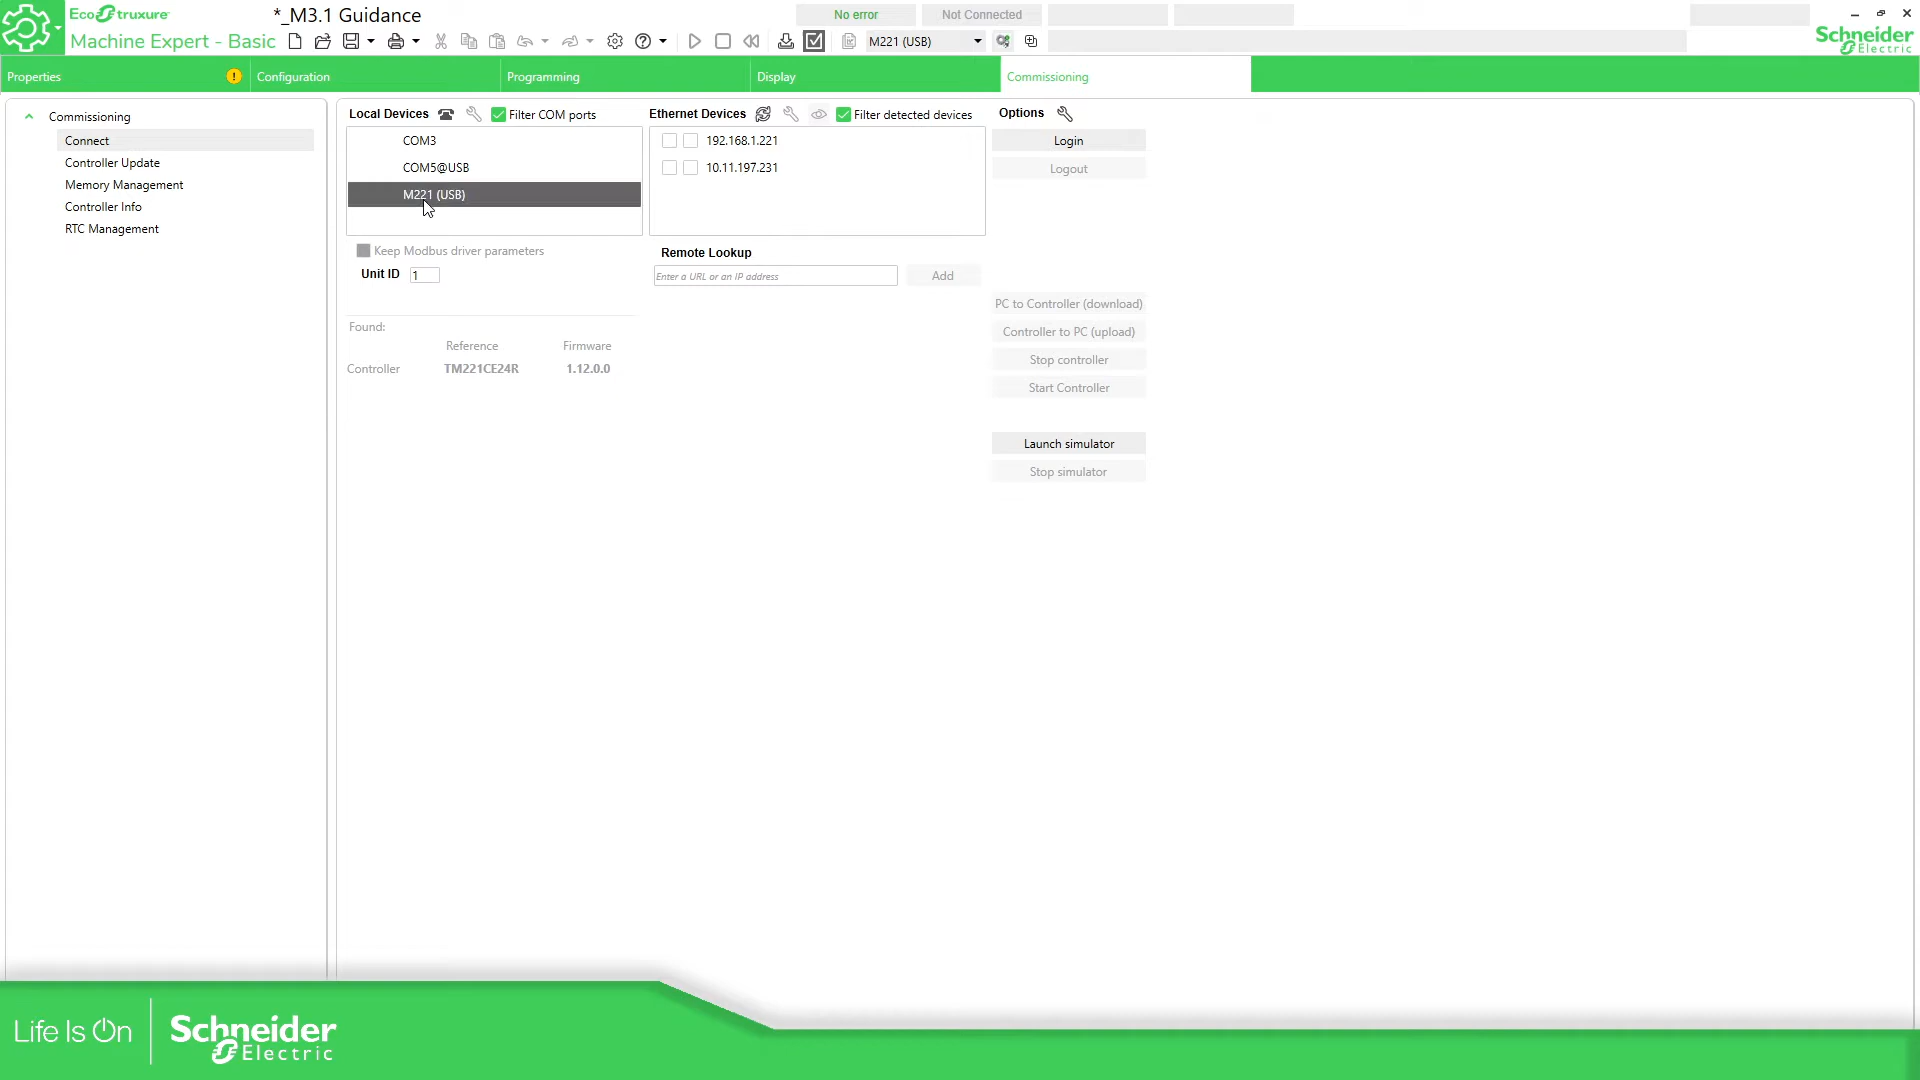 EcoStruxure
Machine Expert - Basic
*_M3.1 Guidance
No error
Not Connected
M221 (USB)
Schneider
Electric
Properties
!
Configuration
Programming
Display
Commissioning
Commissioning
Connect
Controller Update
Memory Management
Controller Info
RTC Management
Local Devices
Filter COM ports
COM3
COM5@USB
M221 (USB)
Keep Modbus driver parameters
Unit ID 1
Found:
Reference Firmware
Controller TM221CE24R 1.12.0.0
Ethernet Devices
Filter detected devices
192.168.1.221
10.11.197.231
Remote Lookup
Enter a URL or an IP address
Add
Options
Login
Logout
PC to Controller (download)
Controller to PC (upload)
Stop controller
Start Controller
Launch simulator
Stop simulator
Life Is On
Schneider
Electric